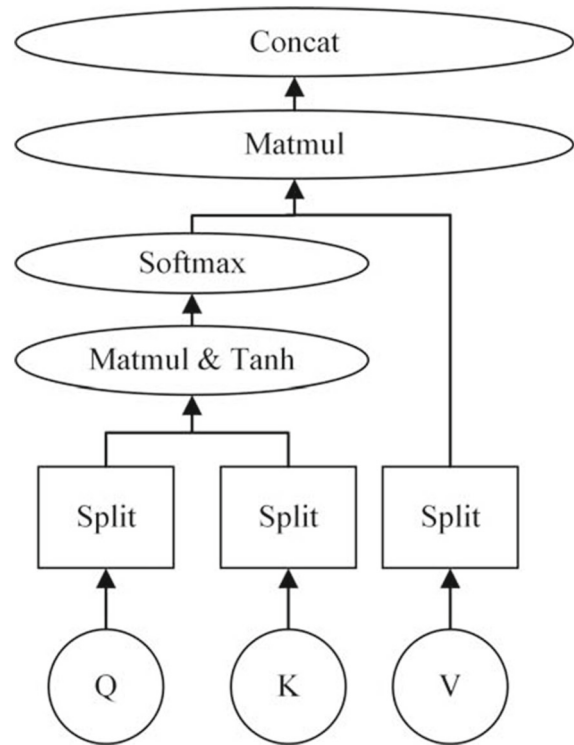 Concat
Matmul
Softmax
Matmul & Tanh
Split Split Split
Q K V